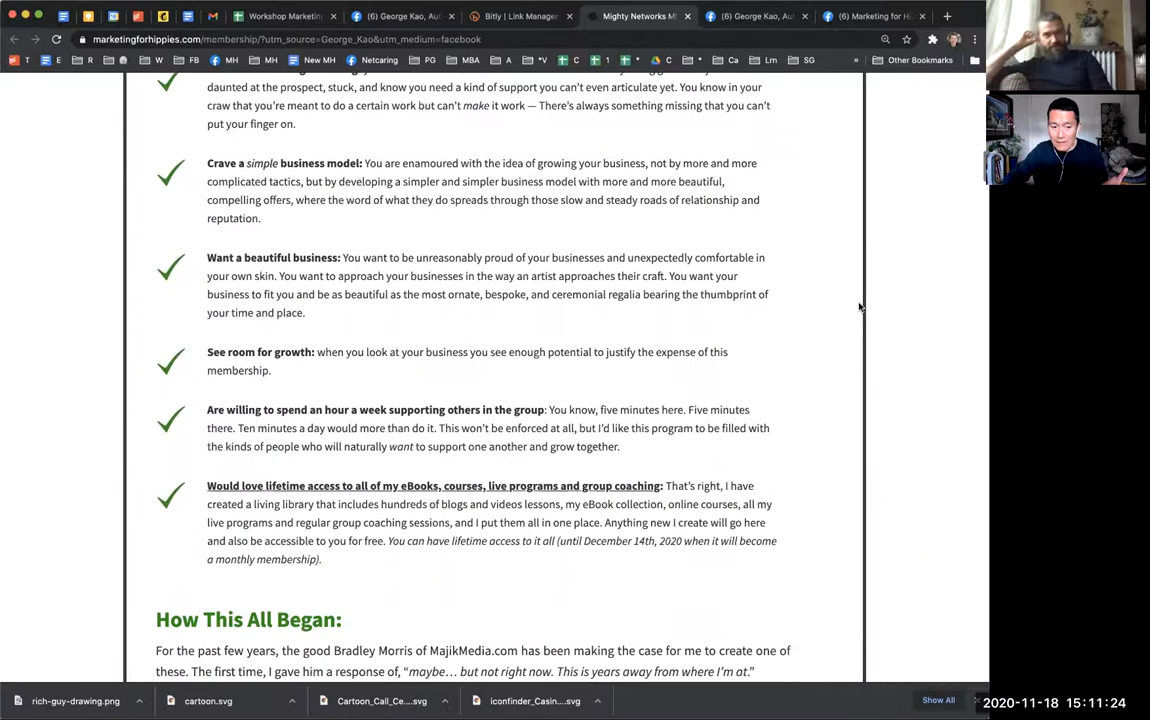 Workshop Marketing
(6) George Kao, Aut
Bitly | Link Manager
Mighty Networks M
(6) George Kao, Aut
(6) Marketing for Hi
marketingforhippies.com/membership/?utm_source=George_Kao&utm_medium=facebook
T E R W FB MH MH New MH Netcaring PG MBA A *V C 1 * C * Ca Lrn SG » Other Bookmarks
daunted at the prospect, stuck, and know you need a kind of support you can't even articulate yet. You know in your
craw that you're meant to do a certain work but can't make it work — There's always something missing that you can't
put your finger on.
Crave a simple business model: You are enamoured with the idea of growing your business, not by more and more
complicated tactics, but by developing a simpler and simpler business model with more and more beautiful,
compelling offers, where the word of what they do spreads through those slow and steady roads of relationship and
reputation.
Want a beautiful business: You want to be unreasonably proud of your businesses and unexpectedly comfortable in
your own skin. You want to approach your businesses in the way an artist approaches their craft. You want your
business to fit you and be as beautiful as the most ornate, bespoke, and ceremonial regalia bearing the thumbprint of
your time and place.
See room for growth: when you look at your business you see enough potential to justify the expense of this
membership.
Are willing to spend an hour a week supporting others in the group: You know, five minutes here. Five minutes
there. Ten minutes a day would more than do it. This won't be enforced at all, but I'd like this program to be filled with
the kinds of people who will naturally want to support one another and grow together.
Would love lifetime access to all of my eBooks, courses, live programs and group coaching: That's right, I have
created a living library that includes hundreds of blogs and videos lessons, my eBook collection, online courses, all my
live programs and regular group coaching sessions, and I put them all in one place. Anything new I create will go here
and also be accessible to you for free. You can have lifetime access to it all (until December 14th, 2020 when it will become
a monthly membership).
How This All Began:
For the past few years, the good Bradley Morris of MajikMedia.com has been making the case for me to create one of
these. The first time, I gave him a response of, “maybe… but not right now. This is years away from where I'm at.”
rich-guy-drawing.png
cartoon.svg
Cartoon_Call_Ce....svg
iconfinder_Casin....svg
Show All
2020-11-18 15:11:24